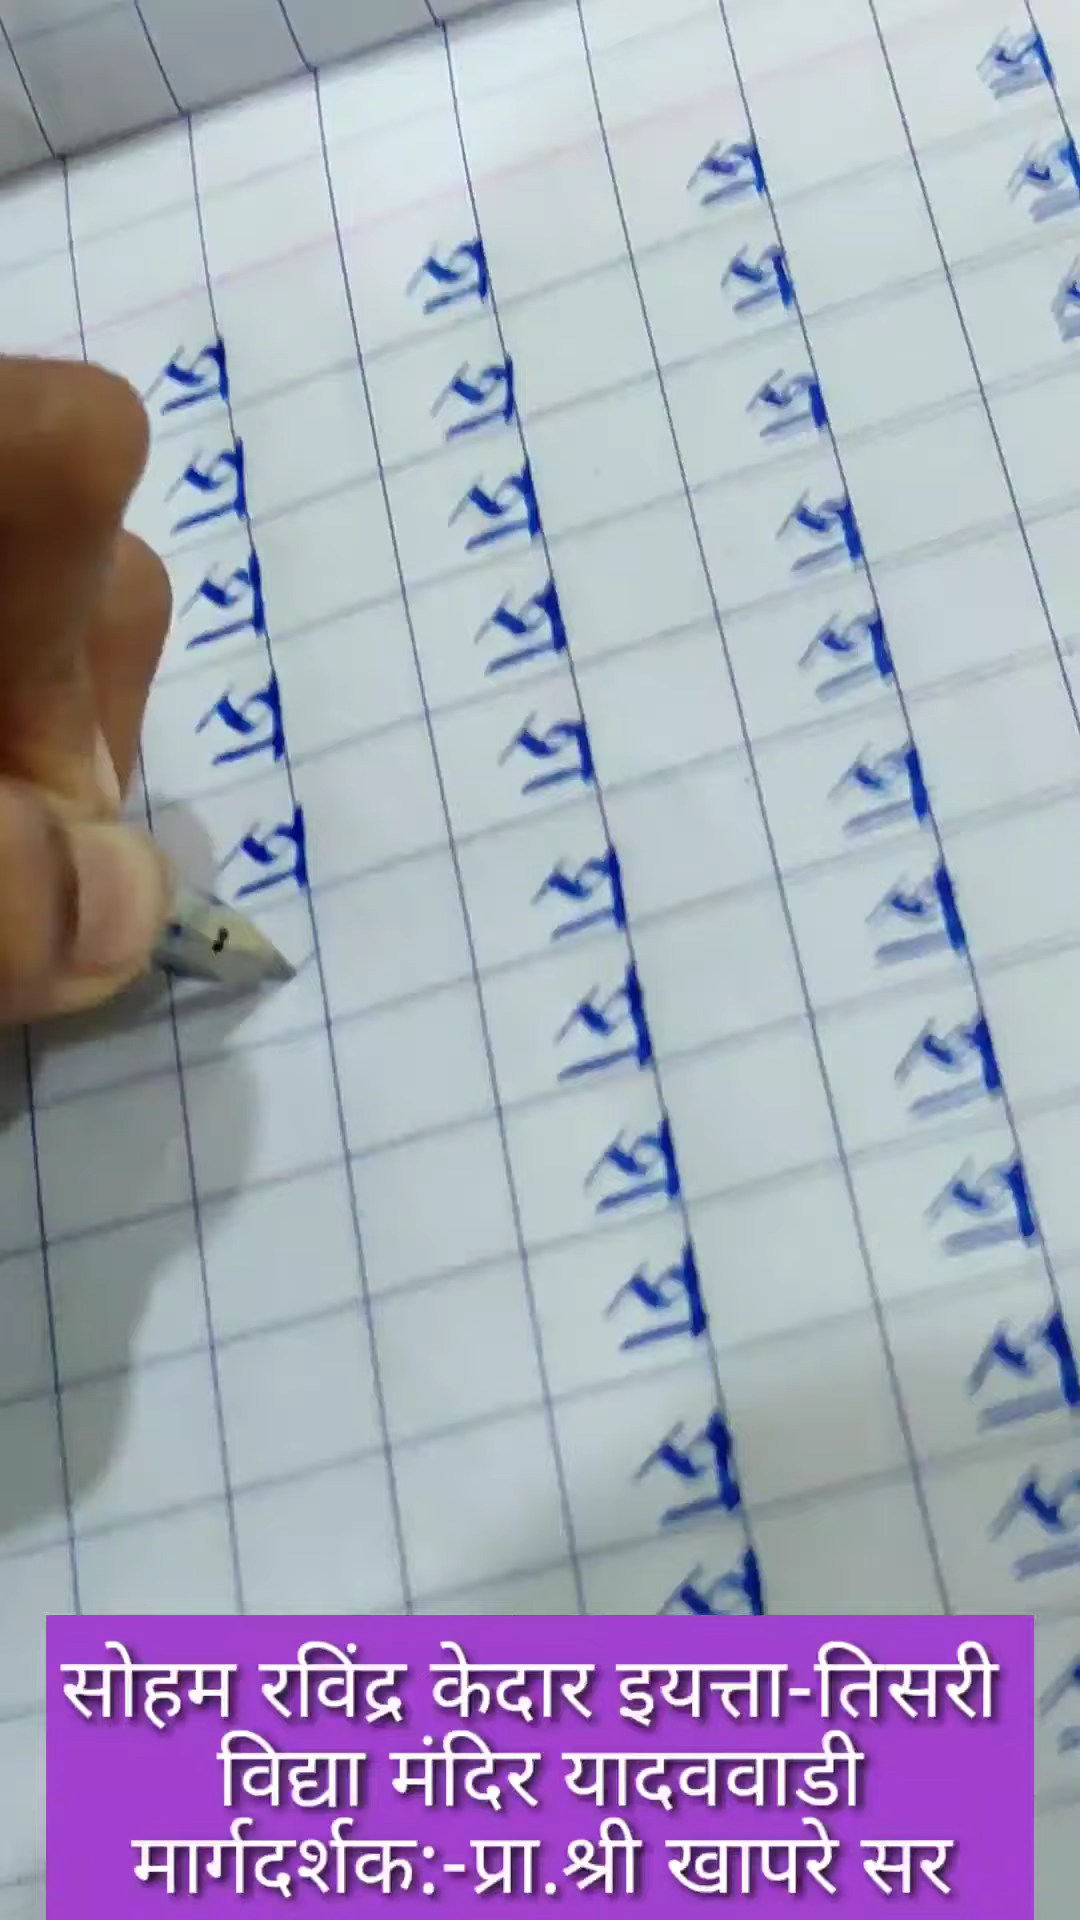 श श श
श श श श श श श श श श श
श श श श श श श श श श श
श श श श श
सोहम रविंद्र केदार इयत्ता-तिसरी
विद्या मंदिर यादववाडी
मार्गदर्शक:-प्रा.श्री खापरे सर